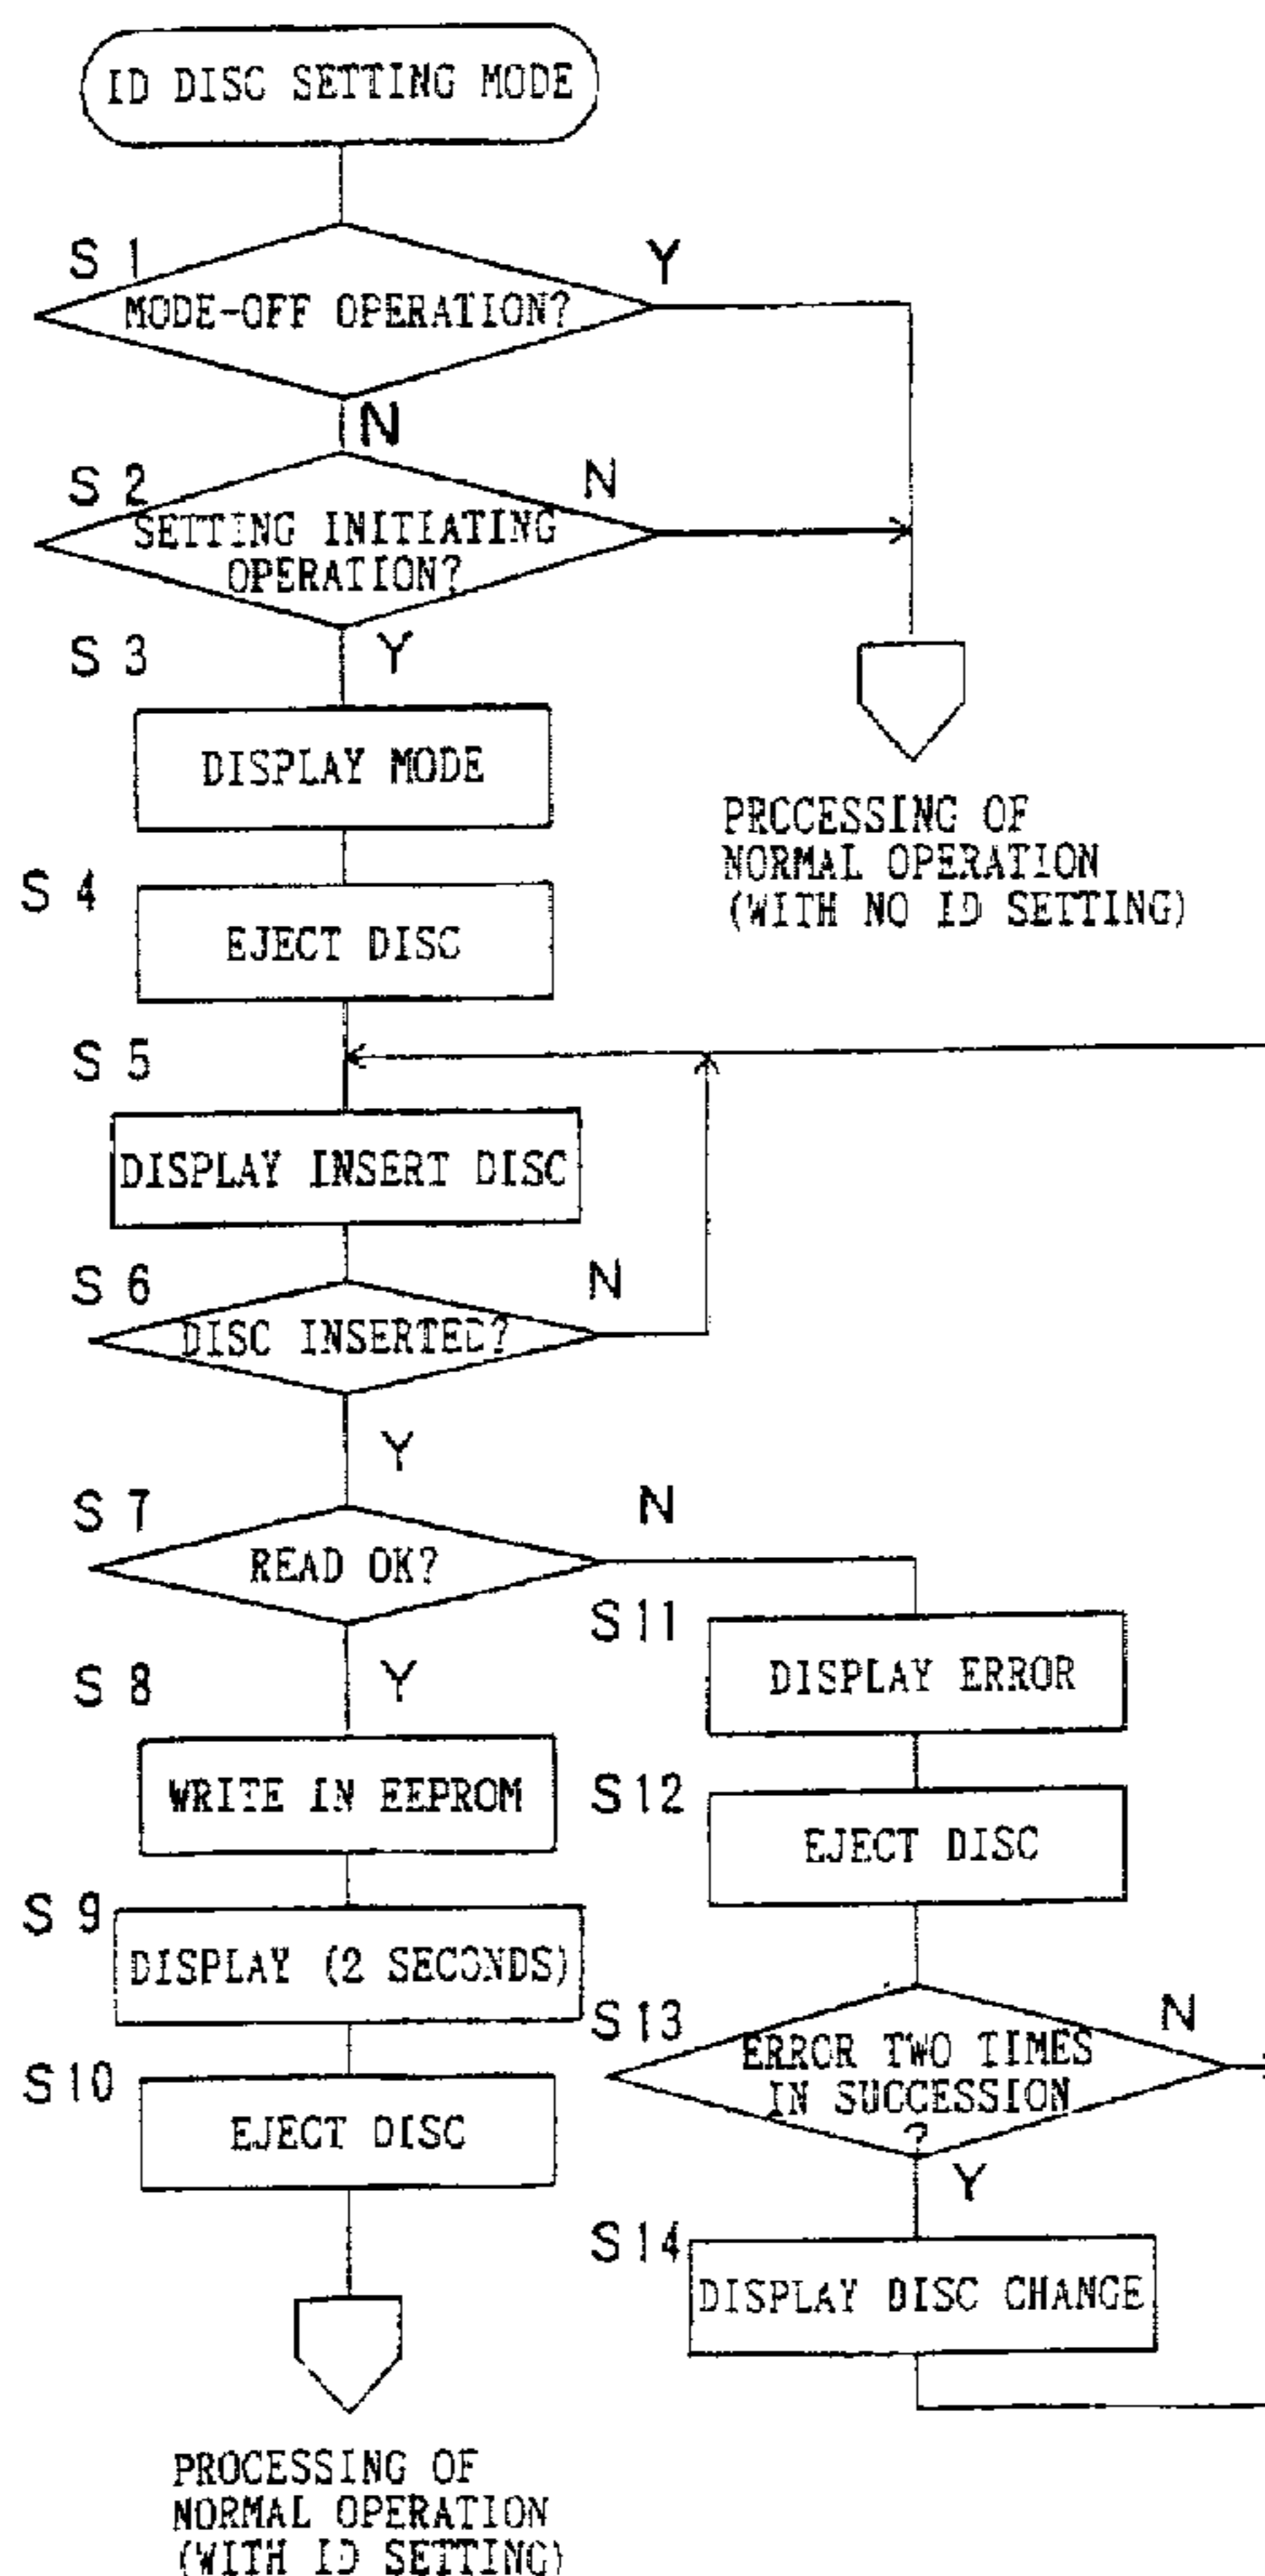 ID DISC SETTING MODE
S 1
Y
MODE-OFF OPERATION?
N
S 2
N
SETTING INITIATING
OPERATION?
S 3
Y
DISPLAY MODE
PROCESSING OF
NORMAL OPERATION
(WITH NO ID SETTING)
S 4
EJECT DISC
S 5
DISPLAY INSERT DISC
S 6
N
DISC INSERTED?
Y
S 7
N
READ OK?
S 11
DISPLAY ERROR
S 8
Y
WRITE IN EEPROM
S 12
EJECT DISC
S 9
DISPLAY (2 SECONDS)
S 13
N
ERROR TWO TIMES
IN SUCCESSION
?
S 10
EJECT DISC
Y
S 14
DISPLAY DISC CHANGE
PROCESSING OF
NORMAL OPERATION
(WITH ID SETTING)